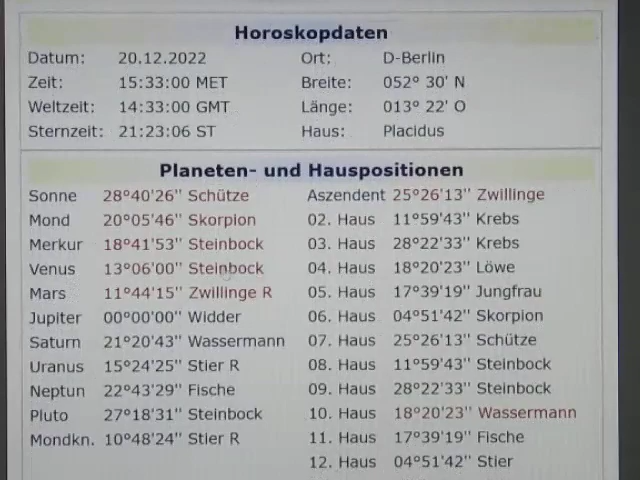 Horoskopdaten
Datum: 20.12.2022 Ort: D-Berlin
Zeit: 15:33:00 MET Breite: 052° 30' N
Weltzeit: 14:33:00 GMT Länge: 013° 22' O
Sternzeit: 21:23:06 ST Haus: Placidus
Planeten- und Hauspositionen
Sonne 28°40'26" Schütze Aszendent 25°26'13" Zwillinge
Mond 20°05'46" Skorpion 02. Haus 11°59'43" Krebs
Merkur 18°41'53" Steinbock 03. Haus 28°22'33" Krebs
Venus 13°06'00" Steinbock 04. Haus 18°20'23" Löwe
Mars 11°44'15" Zwillinge R 05. Haus 17°39'19" Jungfrau
Jupiter 00°00'00" Widder 06. Haus 04°51'42" Skorpion
Saturn 21°20'43" Wassermann 07. Haus 25°26'13" Schütze
Uranus 15°24'25" Stier R 08. Haus 11°59'43" Steinbock
Neptun 22°43'29" Fische 09. Haus 28°22'33" Steinbock
Pluto 27°18'31" Steinbock 10. Haus 18°20'23" Wassermann
Mondkn. 10°48'24" Stier R 11. Haus 17°39'19" Fische
12. Haus 04°51'42" Stier